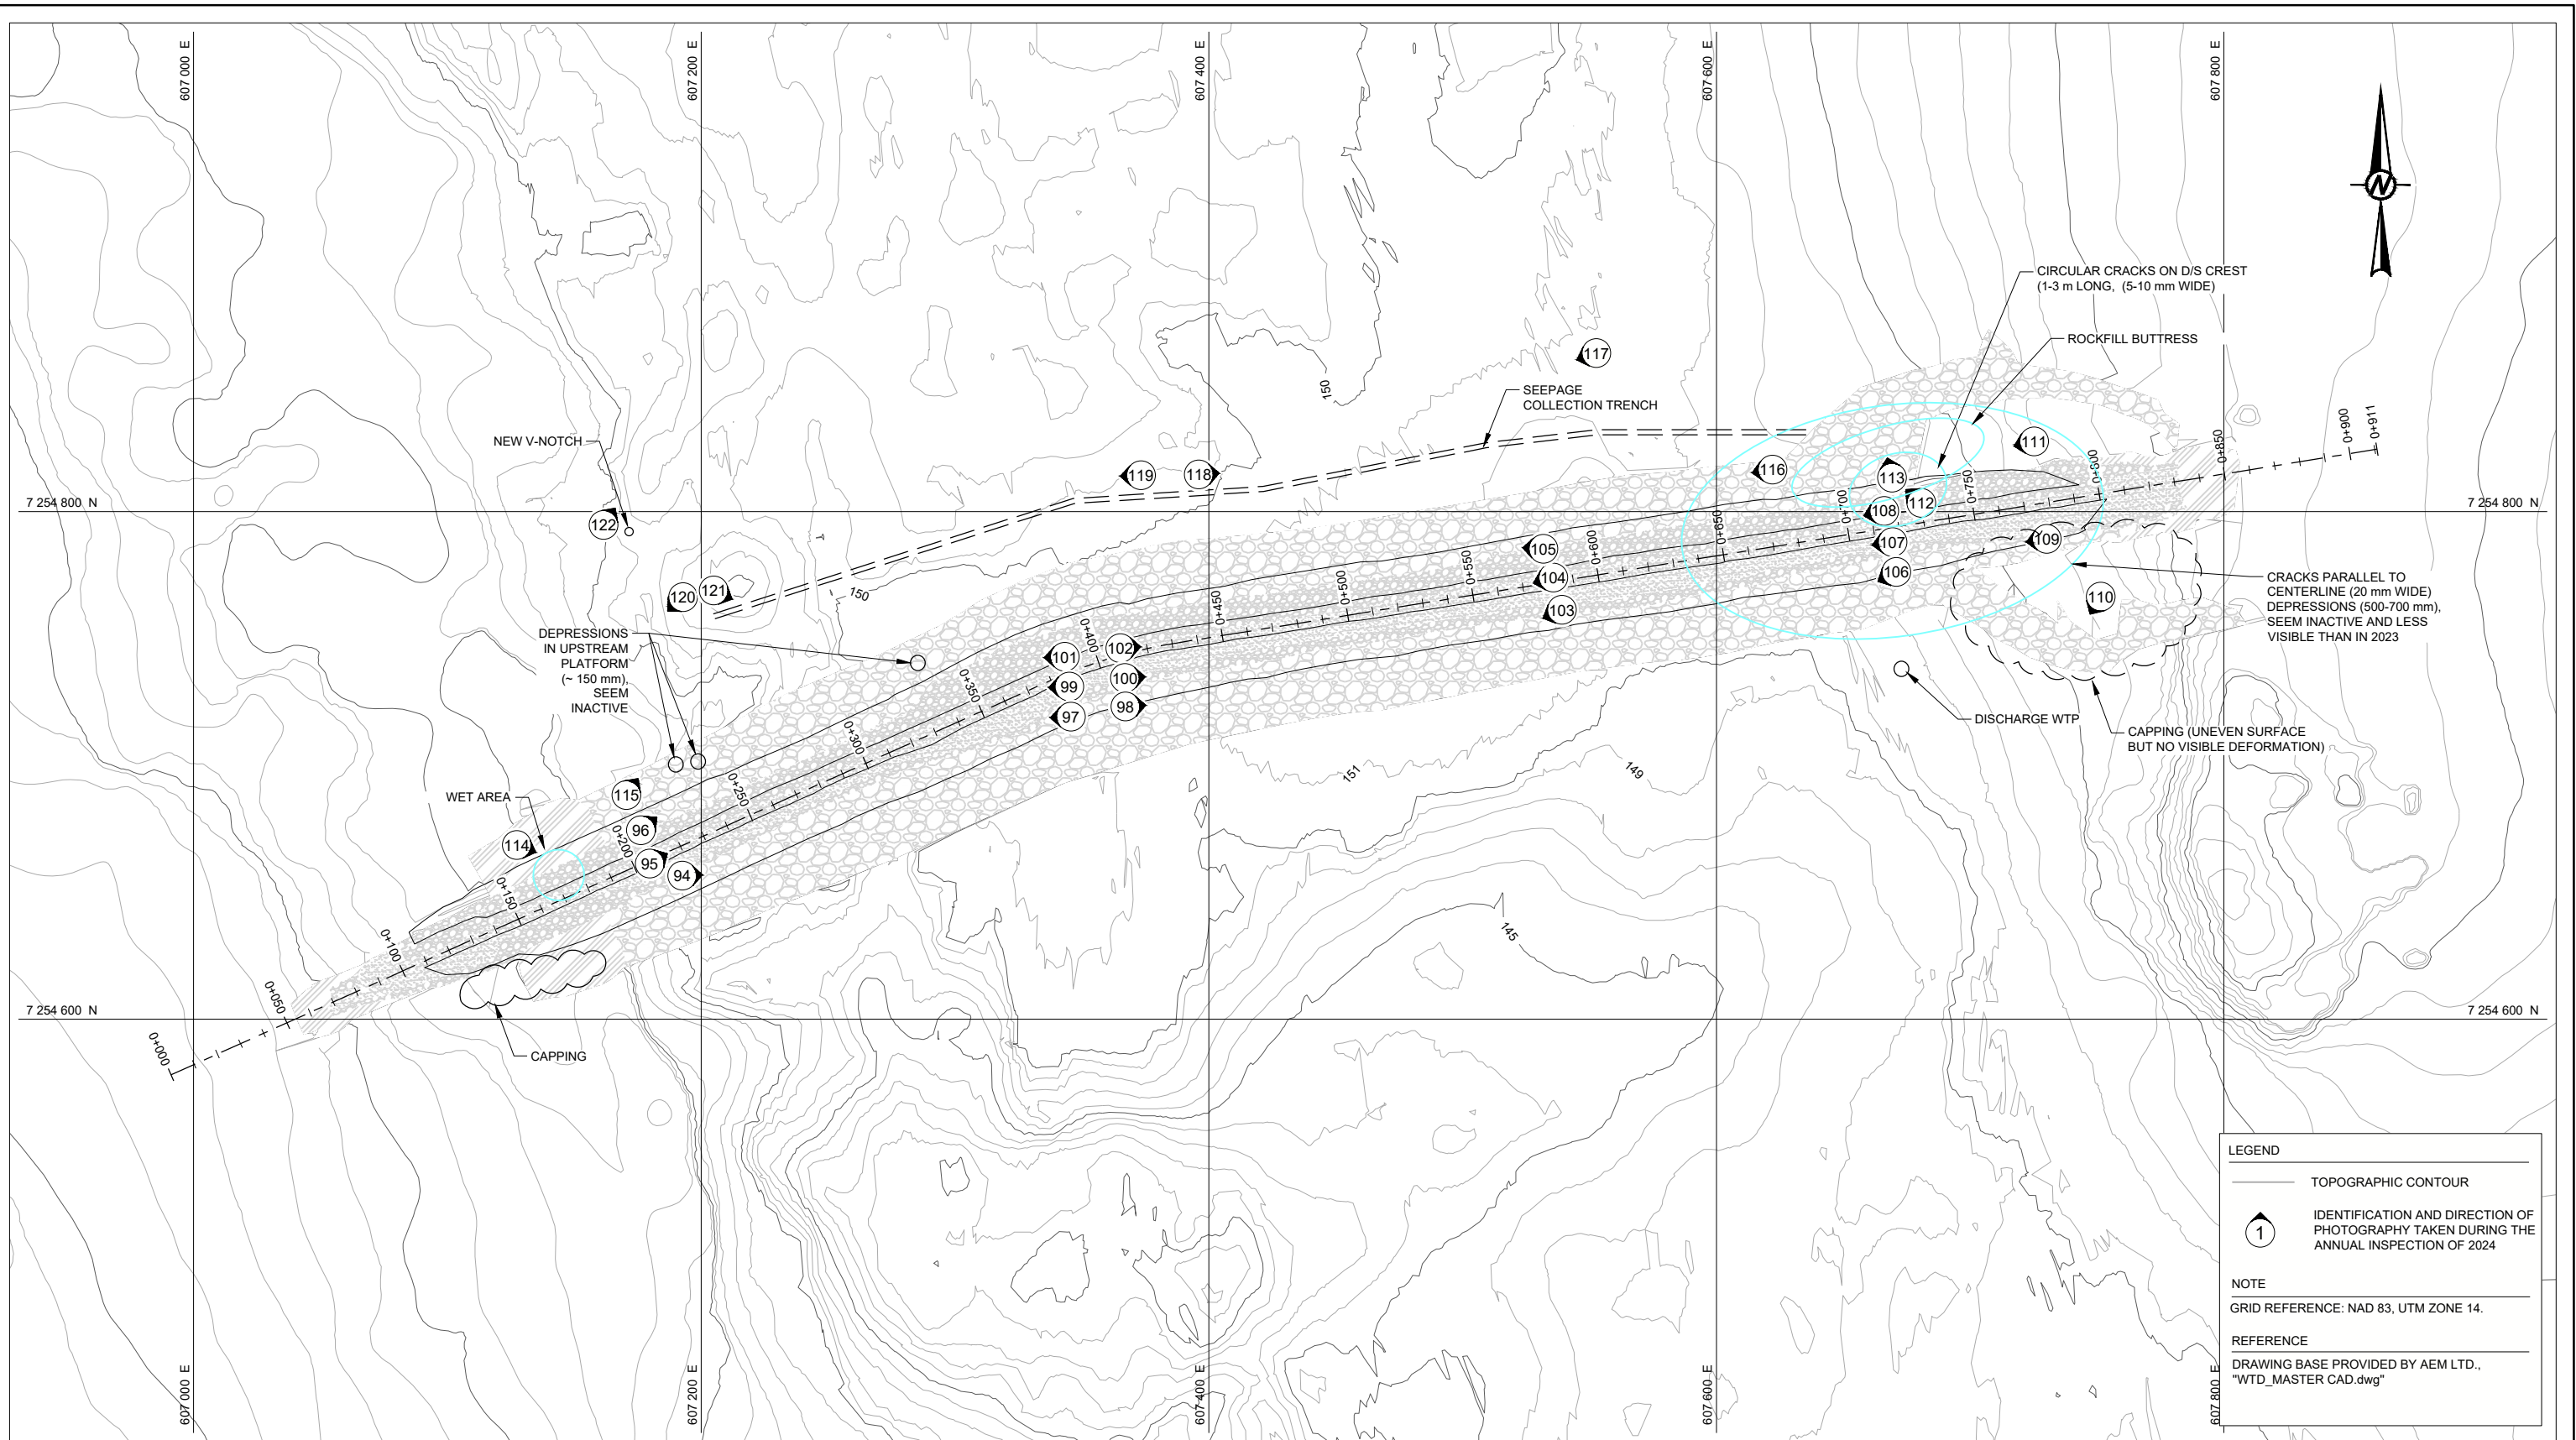 607 000 E
607 200 E
607 400 E
607 600 E
607 800 E
CIRCULAR CRACKS ON D/S CREST
(1-3 m LONG, (5-10 mm WIDE)
ROCKFILL BUTTRESS
N
117
150
SEEPAGE
COLLECTION TRENCH
NEW V-NOTCH
0+900
0+911
0+850
111
119
118
116
113
0+800
0+750
7 254 800 N
7 254 800 N
122
112
108
0+700
109
107
0+650
105
106
104
0+600
0+550
0+500
103
0+450
110
CRACKS PARALLEL TO
CENTERLINE (20 mm WIDE)
DEPRESSIONS (500-700 mm),
SEEM INACTIVE AND LESS
VISIBLE THAN IN 2023
120
121
150
DEPRESSIONS
IN UPSTREAM
PLATFORM
(~ 150 mm),
SEEM
INACTIVE
101
0+400
102
100
99
98
97
0+350
0+300
DISCHARGE WTP
CAPPING (UNEVEN SURFACE
BUT NO VISIBLE DEFORMATION)
151
149
WET AREA
115
0+250
96
114
0+200
95
94
0+150
145
0+100
0+050
7 254 600 N
7 254 600 N
0+000
CAPPING
LEGEND
TOPOGRAPHIC CONTOUR
1
IDENTIFICATION AND DIRECTION OF
PHOTOGRAPHY TAKEN DURING THE
ANNUAL INSPECTION OF 2024
NOTE
GRID REFERENCE: NAD 83, UTM ZONE 14.
REFERENCE
DRAWING BASE PROVIDED BY AEM LTD.,
"WTD_MASTER CAD.dwg"
607 000 E
607 200 E
607 400 E
607 600 E
607 800 E